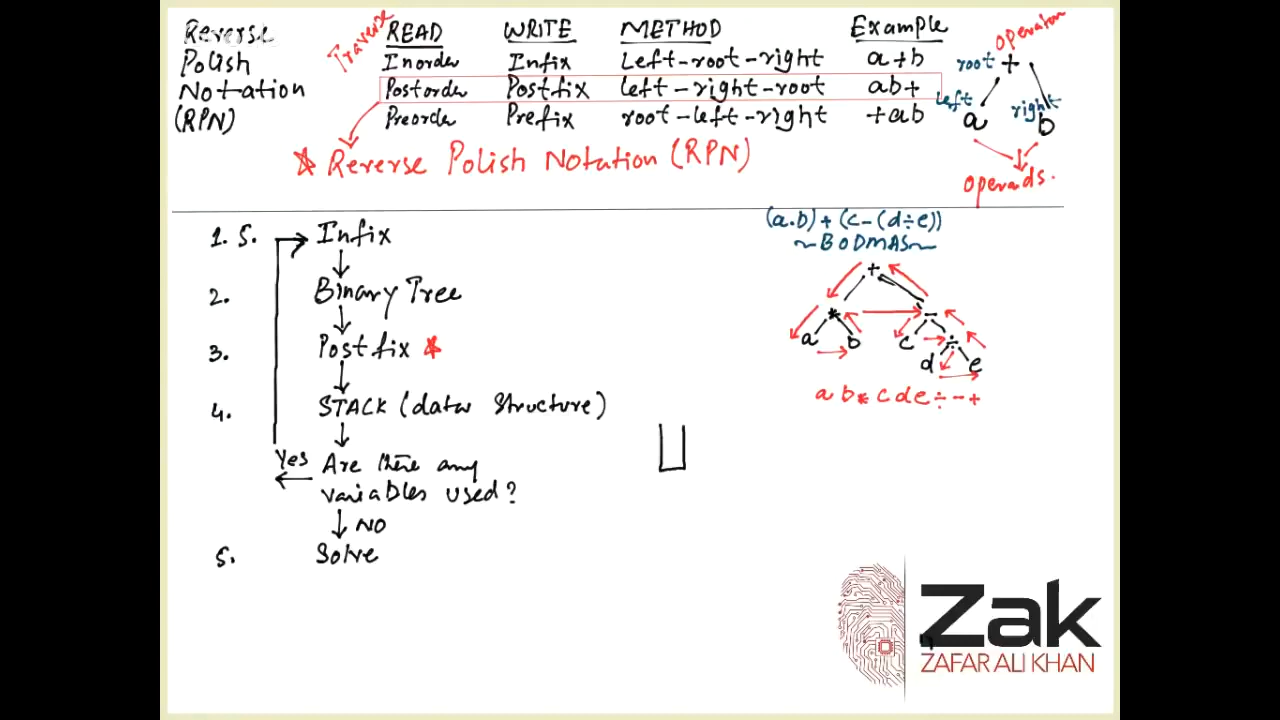 Reverse
Polish
Notation
(RPN)
Traverse
READ WRITE METHOD Example
Inorder Infix Left-root-right a+b
Postorder Postfix left-right-root ab+
Preorder Prefix root-left-right +ab
Reverse Polish Notation (RPN)
operators
root +
left right
a b
Operads.
1. 5. Infix
2. Binary Tree
3. Postfix *
4. STACK (data structure)
Yes Are there any
variables used?
NO
5. Solve
(a.b) + (c-(d÷e))
~BODMAS~
+
* -
a b c ÷
d e
a b * c d e ÷ - +
Zak
ZAFAR ALI KHAN